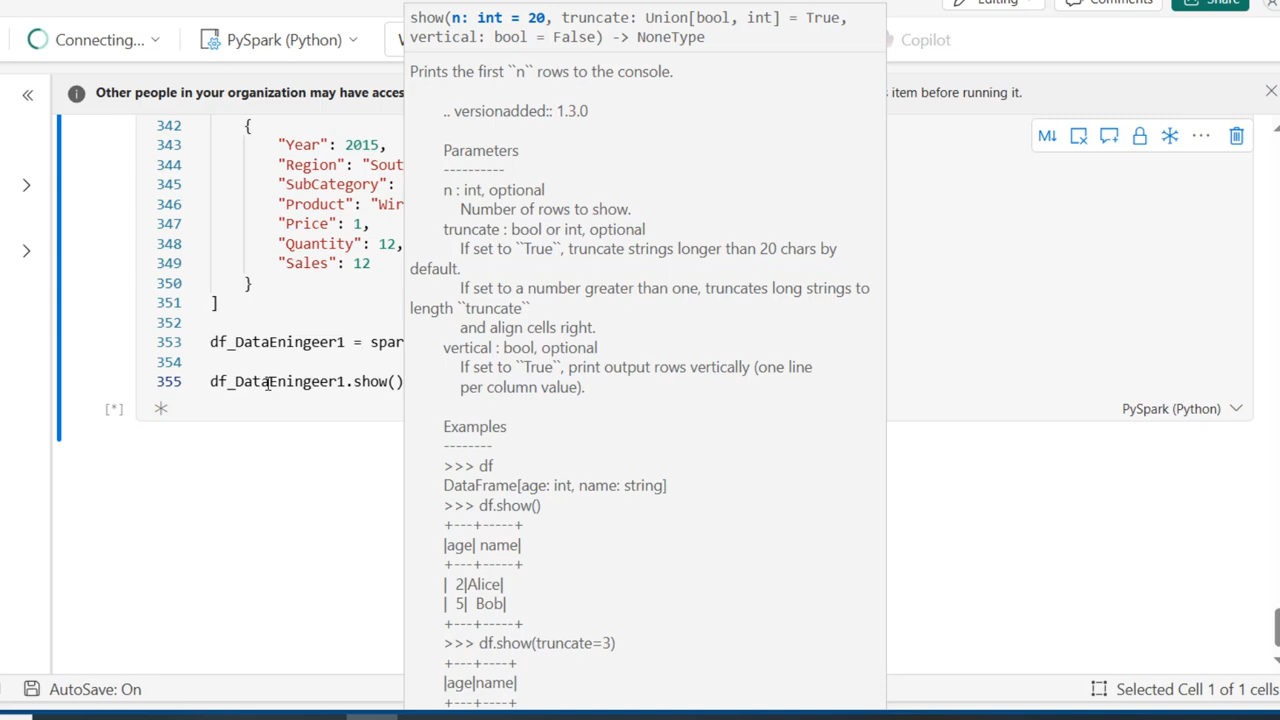 Editing
Comments
Share
Connecting...
PySpark (Python)
Copilot
Other people in your organization may have acces
item before running it.
show(n: int = 20, truncate: Union[bool, int] = True,
vertical: bool = False) -> NoneType
Prints the first ``n`` rows to the console.
.. versionadded:: 1.3.0
Parameters
----------
n : int, optional
Number of rows to show.
truncate : bool or int, optional
If set to ``True``, truncate strings longer than 20 chars by
default.
If set to a number greater than one, truncates long strings to
length ``truncate``
and align cells right.
vertical : bool, optional
If set to ``True``, print output rows vertically (one line
per column value).
Examples
--------
>>> df
DataFrame[age: int, name: string]
>>> df.show()
+---+-----+
|age| name|
+---+-----+
| 2|Alice|
| 5| Bob|
+---+-----+
>>> df.show(truncate=3)
+---+----+
|age|name|
+---+----+
342 {
343 "Year": 2015,
344 "Region": "Sout
345 "SubCategory":
346 "Product": "Wir
347 "Price": 1,
348 "Quantity": 12,
349 "Sales": 12
350 }
351 ]
352
353 df_DataEningeer1 = spar
354
355 df_DataEningeer1.show()
[*]
M↓
PySpark (Python)
AutoSave: On
Selected Cell 1 of 1 cells